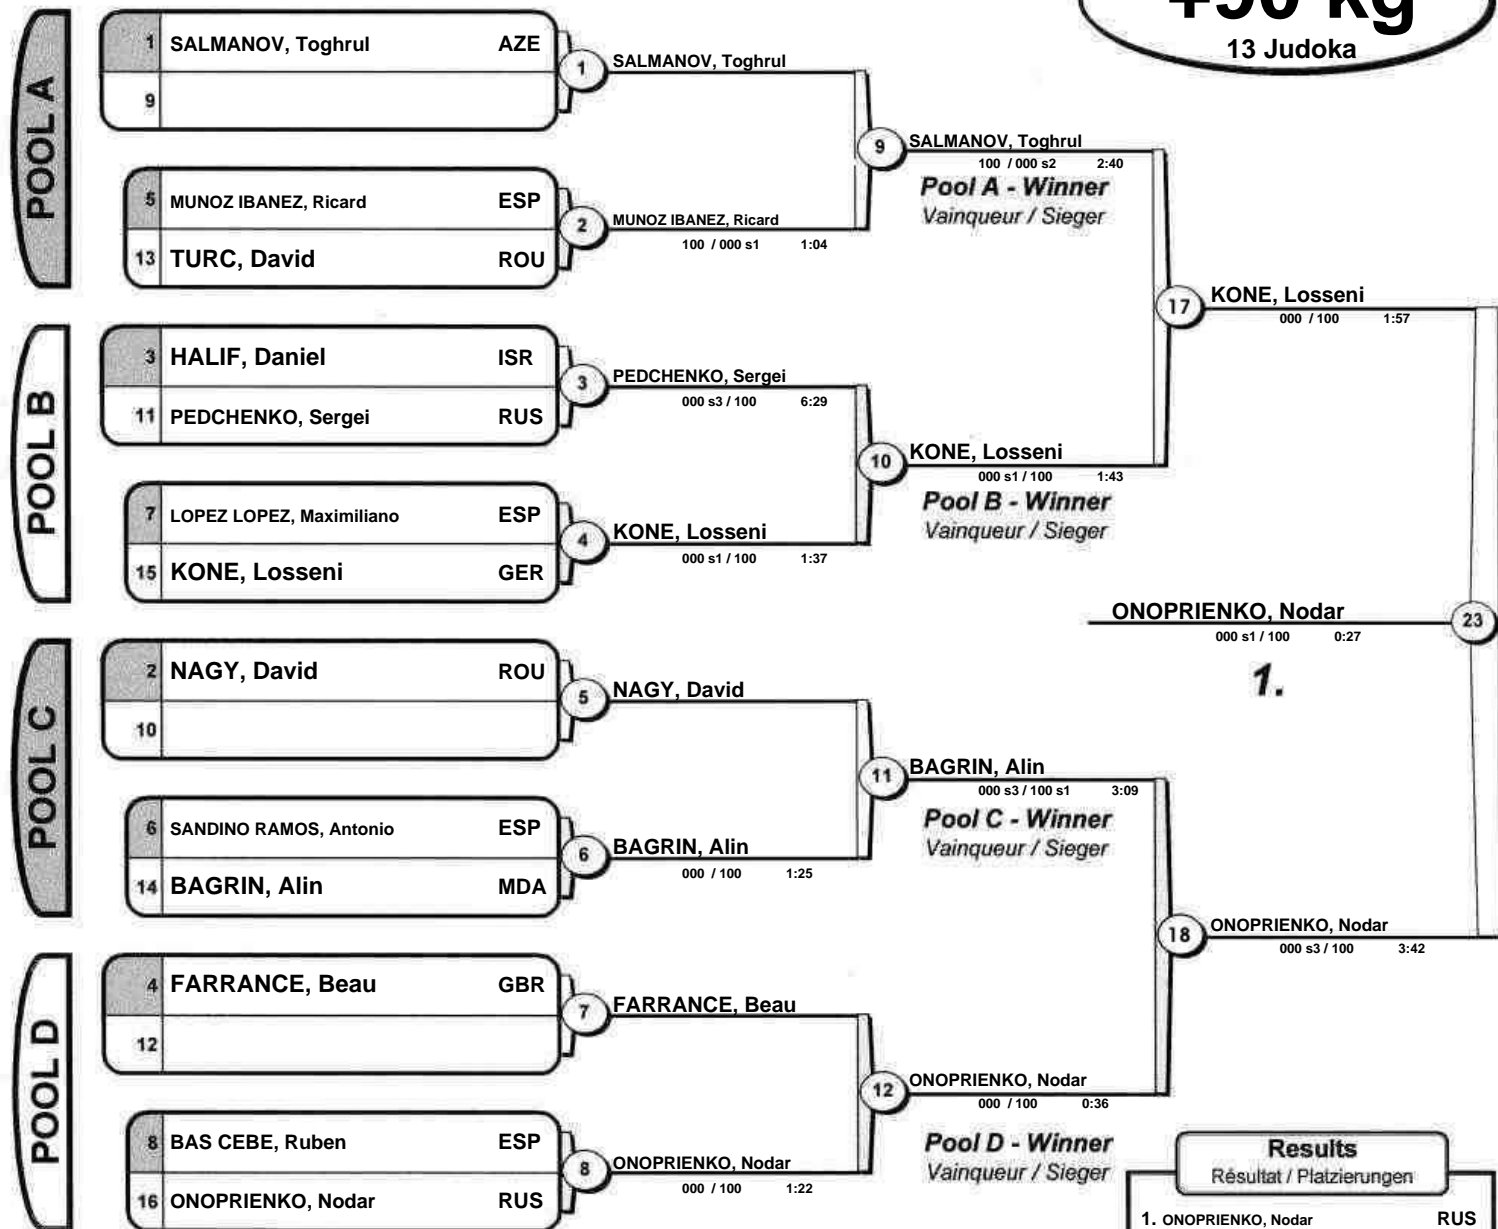 +90 kg
13 Judoka
POOL A
1 SALMANOV, Toghrul AZE
9
5 MUNOZ IBANEZ, Ricard ESP
13 TURC, David ROU
1 SALMANOV, Toghrul
2 MUNOZ IBANEZ, Ricard
100 / 000 s1 1:04
9 SALMANOV, Toghrul
100 / 000 s2 2:40
Pool A - Winner
Vainqueur / Sieger
POOL B
3 HALIF, Daniel ISR
11 PEDCHENKO, Sergei RUS
7 LOPEZ LOPEZ, Maximiliano ESP
15 KONE, Losseni GER
3 PEDCHENKO, Sergei
000 s3 / 100 6:29
4 KONE, Losseni
000 s1 / 100 1:37
10 KONE, Losseni
000 s1 / 100 1:43
Pool B - Winner
Vainqueur / Sieger
17 KONE, Losseni
000 / 100 1:57
ONOPRIENKO, Nodar 23
000 s1 / 100 0:27
1.
POOL C
2 NAGY, David ROU
10
6 SANDINO RAMOS, Antonio ESP
14 BAGRIN, Alin MDA
5 NAGY, David
6 BAGRIN, Alin
000 / 100 1:25
11 BAGRIN, Alin
000 s3 / 100 s1 3:09
Pool C - Winner
Vainqueur / Sieger
18 ONOPRIENKO, Nodar
000 s3 / 100 3:42
POOL D
4 FARRANCE, Beau GBR
12
8 BAS CEBE, Ruben ESP
16 ONOPRIENKO, Nodar RUS
7 FARRANCE, Beau
8 ONOPRIENKO, Nodar
000 / 100 1:22
12 ONOPRIENKO, Nodar
000 / 100 0:36
Pool D - Winner
Vainqueur / Sieger
Results
Résultat / Platzierungen
1. ONOPRIENKO, Nodar RUS